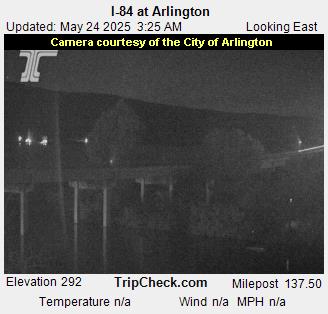 I-84 at Arlington
Updated: May 24 2025 3:25 AM Looking East
Camera courtesy of the City of Arlington
Elevation 292 TripCheck.com Milepost 137.50
Temperature n/a Wind n/a MPH n/a